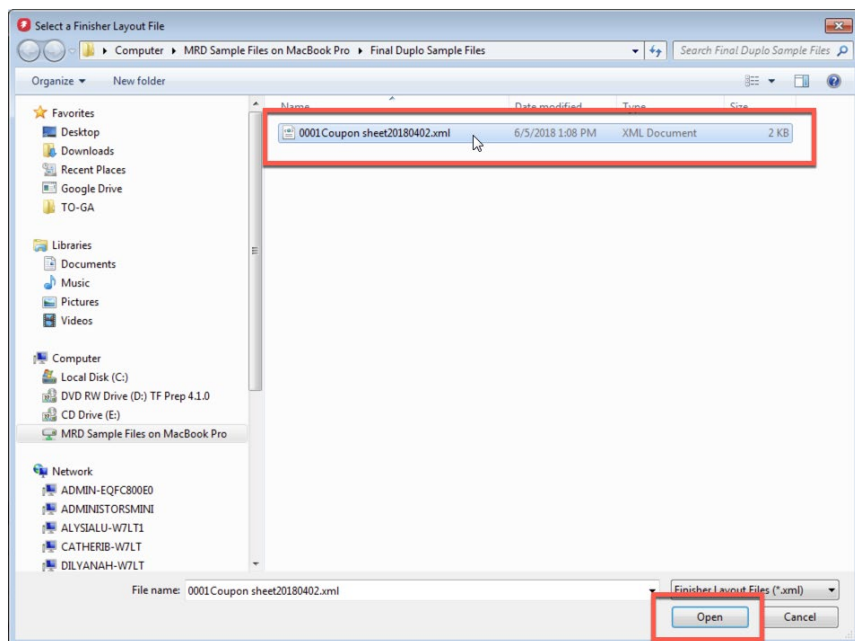 Select a Finisher Layout File
Computer MRD Sample Files on MacBook Pro Final Duplo Sample Files
Search Final Duplo Sample Files
Organize New folder
Name Date modified Type Size
0001Coupon sheet20180402.xml 6/5/2018 1:08 PM XML Document 2 KB
Favorites
Desktop
Downloads
Recent Places
Google Drive
TO-GA
Libraries
Documents
Music
Pictures
Videos
Computer
Local Disk (C:)
DVD RW Drive (D:) TF Prep 4.1.0
CD Drive (E:)
MRD Sample Files on MacBook Pro
Network
ADMIN-EQFC800E0
ADMINISTORSMINI
ALYSIALU-W7LT1
CATHERIB-W7LT
DILYANAH-W7LT
File name: 0001Coupon sheet20180402.xml Finisher Layout Files (*.xml)
Open Cancel